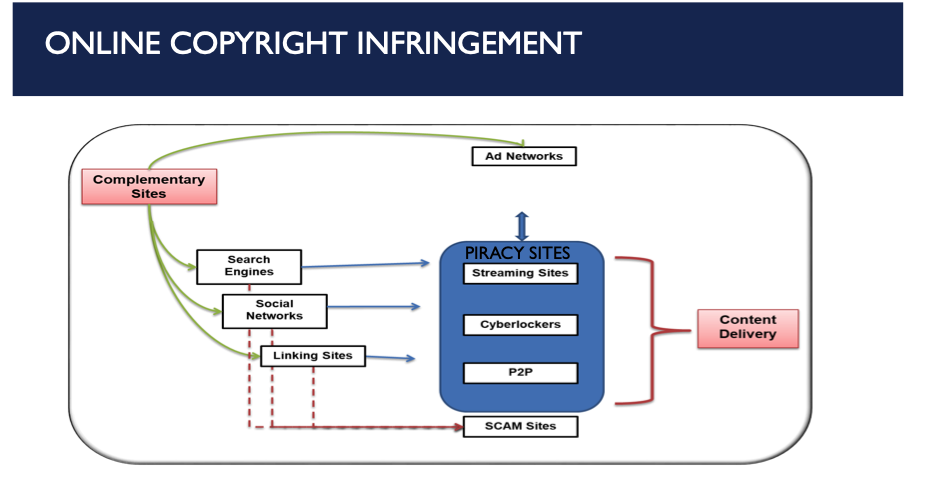 ONLINE COPYRIGHT INFRINGEMENT
Ad Networks
Complementary
Sites
Search
Engines
Social
Networks
Linking Sites
PIRACY SITES
Streaming Sites
Cyberlockers
P2P
SCAM Sites
Content
Delivery